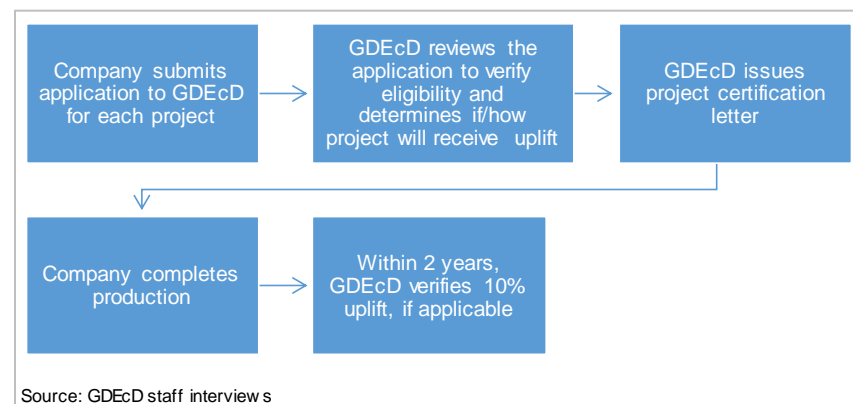 Company submits
application to GDEcD
for each project
GDEcD reviews the
application to verify
eligibility and
determines if/how
project will receive uplift
GDEcD issues
project certification
letter
Company completes
production
Within 2 years,
GDEcD verifies 10%
uplift, if applicable
Source: GDEcD staff interviews